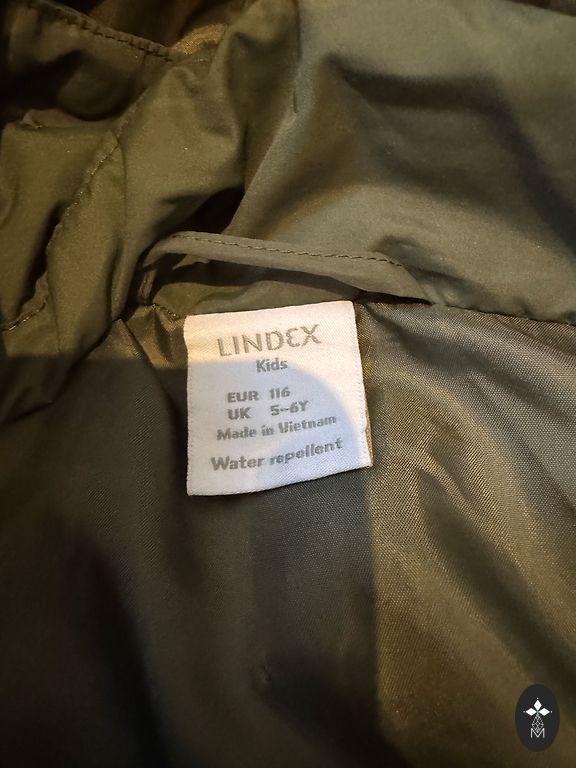 LINDEX
Kids
EUR 116
UK 5-6Y
Made in Vietnam
Water repellent
M